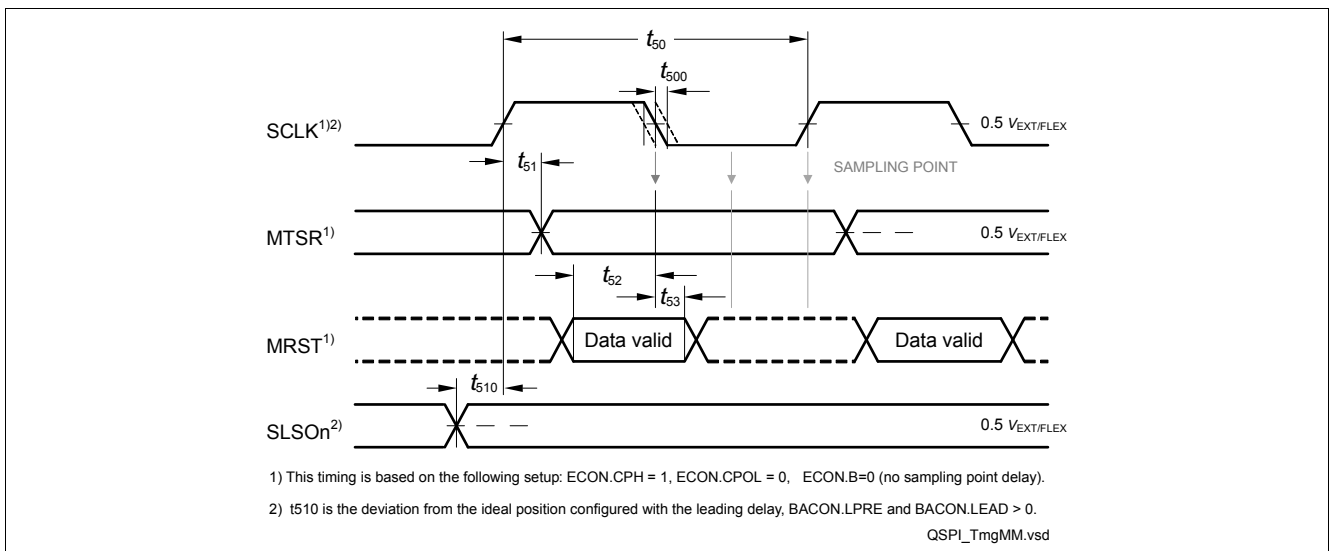 t50
t500
SCLK1)2)
0.5 VEXT/FLEX
t51
SAMPLING POINT
MTSR1)
0.5 VEXT/FLEX
t52
t53
MRST1)
Data valid
Data valid
t510
SLSOn2)
0.5 VEXT/FLEX
1) This timing is based on the following setup: ECON.CPH = 1, ECON.CPOL = 0, ECON.B=0 (no sampling point delay).
2) t510 is the deviation from the ideal position configured with the leading delay, BACON.LPRE and BACON.LEAD > 0.
QSPI_TmgMM.vsd